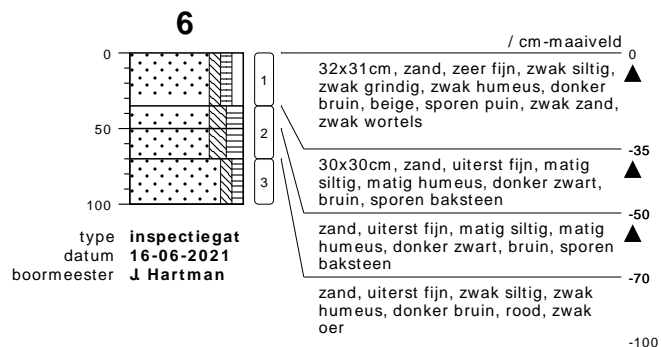 6
/ cm-maaiveld
0
0
32x31cm, zand, zeer fijn, zwak siltig,
zwak grindig, zwak humeus, donker
bruin, beige, sporen puin, zwak zand,
zwak wortels
1
-35
50
2
30x30cm, zand, uiterst fijn, matig
siltig, matig humeus, donker zwart,
bruin, sporen baksteen
-50
3
zand, uiterst fijn, matig siltig, matig
humeus, donker zwart, bruin, sporen
baksteen
100
-70
type inspectiegat
datum 16-06-2021
boormeester J Hartman
zand, uiterst fijn, zwak siltig, zwak
humeus, donker bruin, rood, zwak
oer
-100